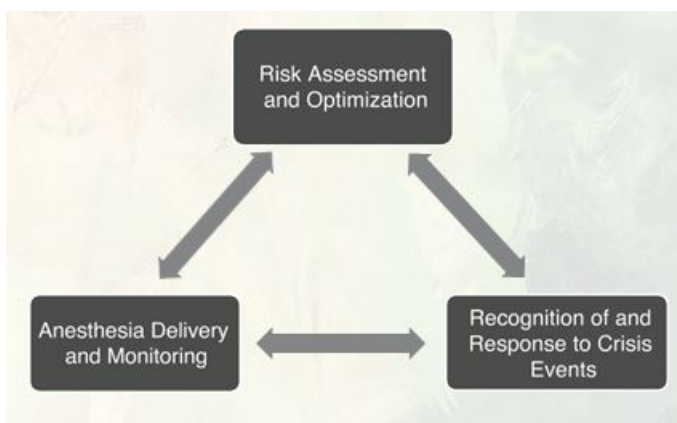 Risk Assessment
and Optimization
Anesthesia Delivery
and Monitoring
Recognition of and
Response to Crisis
Events